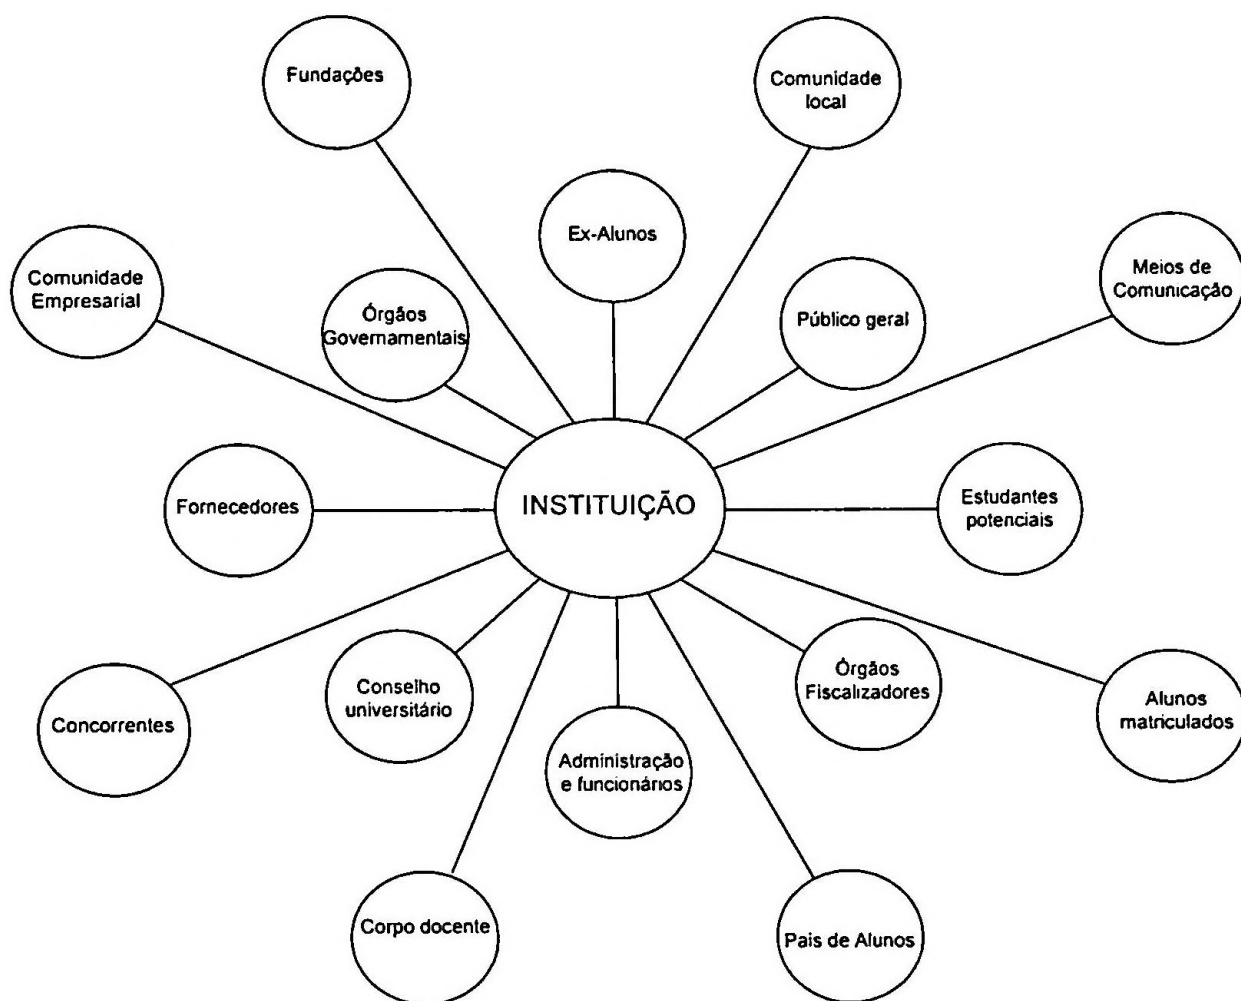 Fundações
Comunidade
local
Ex-Alunos
Comunidade
Empresarial
Meios de
Comunicação
Órgãos
Governamentais
Público geral
INSTITUIÇÃO
Fornecedores
Estudantes
potenciais
Conselho
universitário
Órgãos
Fiscalizadores
Concorrentes
Alunos
matriculados
Administração
e funcionários
Corpo docente
Pais de Alunos